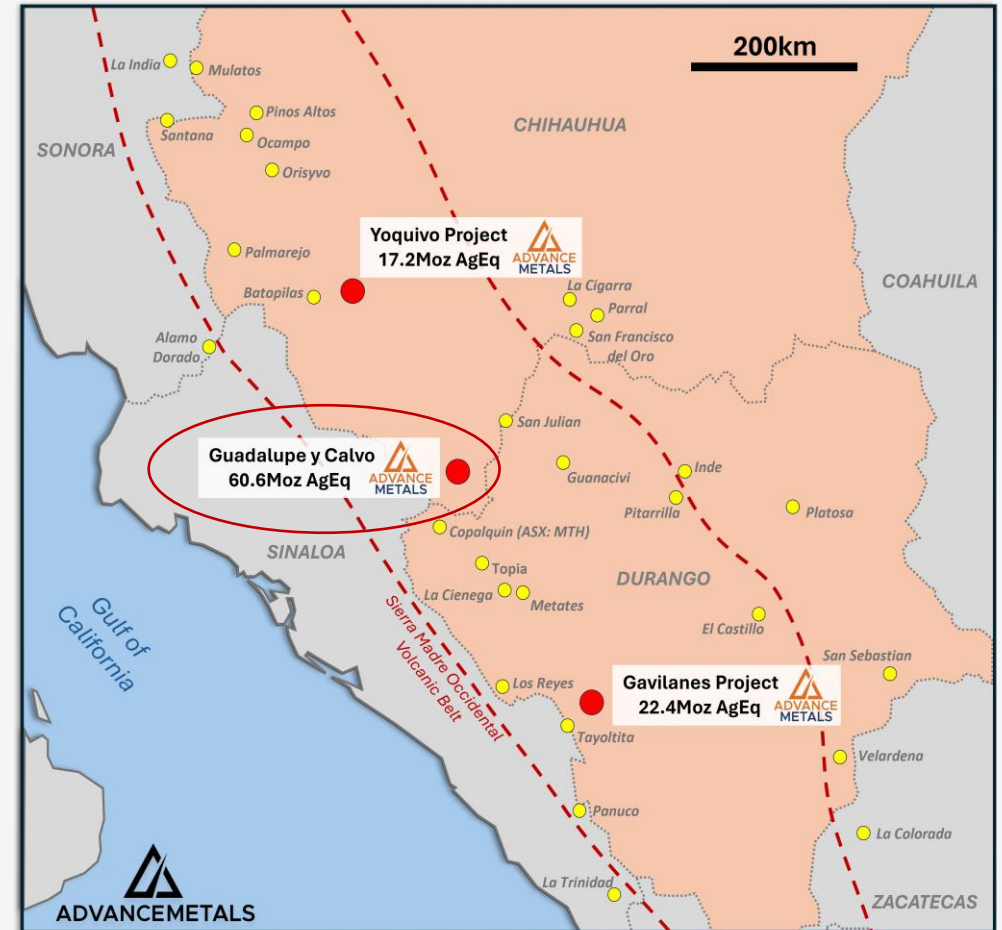 200km
La India
Mulatos
Pinos Altos
CHIHAUHUA
Santana
Ocampo
SONORA
Orisyvo
Yoquivo Project
17.2Moz AgEq
ADVANCE
METALS
Palmarejo
COAHUILA
Batopilas
La Cigarra
Parral
Alamo
Dorado
San Francisco
del Oro
San Julian
Guadalupe y Calvo
60.6Moz AgEq
ADVANCE
METALS
Guanacivi
Inde
Pitarrilla
Platosa
Copalquin (ASX: MTH)
SINALOA
Topia
DURANGO
La Cienega
Metates
Gulf of
California
El Castillo
Sierra Madre Occidental
Volcanic Belt
San Sebastian
Los Reyes
Gavilanes Project
22.4Moz AgEq
ADVANCE
METALS
Tayoltita
Velardena
Panuco
La Colorada
La Trinidad
ZACATECAS
ADVANCEMETALS